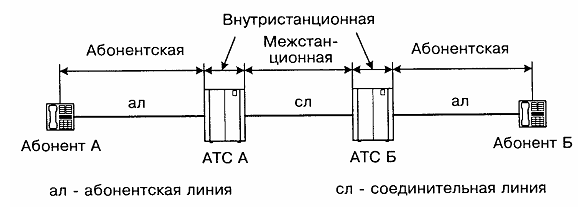 Внутристанционная
Абонентская
Межстан-
ционная
Абонентская
ал
сл
ал
Абонент А
АТС А
АТС Б
Абонент Б
ал - абонентская линия
сл - соединительная линия